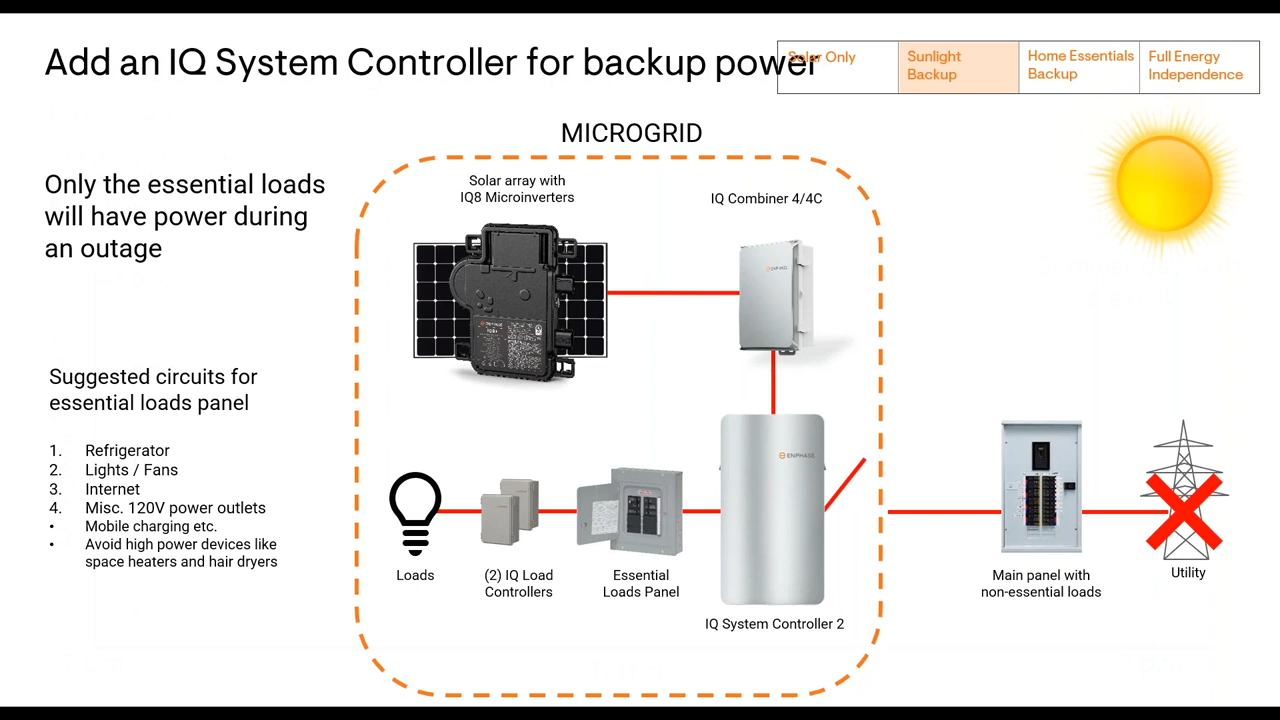 Add an IQ System Controller for backup power
Solar Only
Sunlight
Backup
Home Essentials
Backup
Full Energy
Independence
MICROGRID
Only the essential loads
will have power during
an outage
Solar array with
IQ8 Microinverters
IQ Combiner 4/4C
ENPHASE
Suggested circuits for
essential loads panel
1. Refrigerator
2. Lights / Fans
3. Internet
4. Misc. 120V power outlets
• Mobile charging etc.
• Avoid high power devices like
space heaters and hair dryers
ENPHASE
Loads
(2) IQ Load
Controllers
Essential
Loads Panel
IQ System Controller 2
Main panel with
non-essential loads
Utility